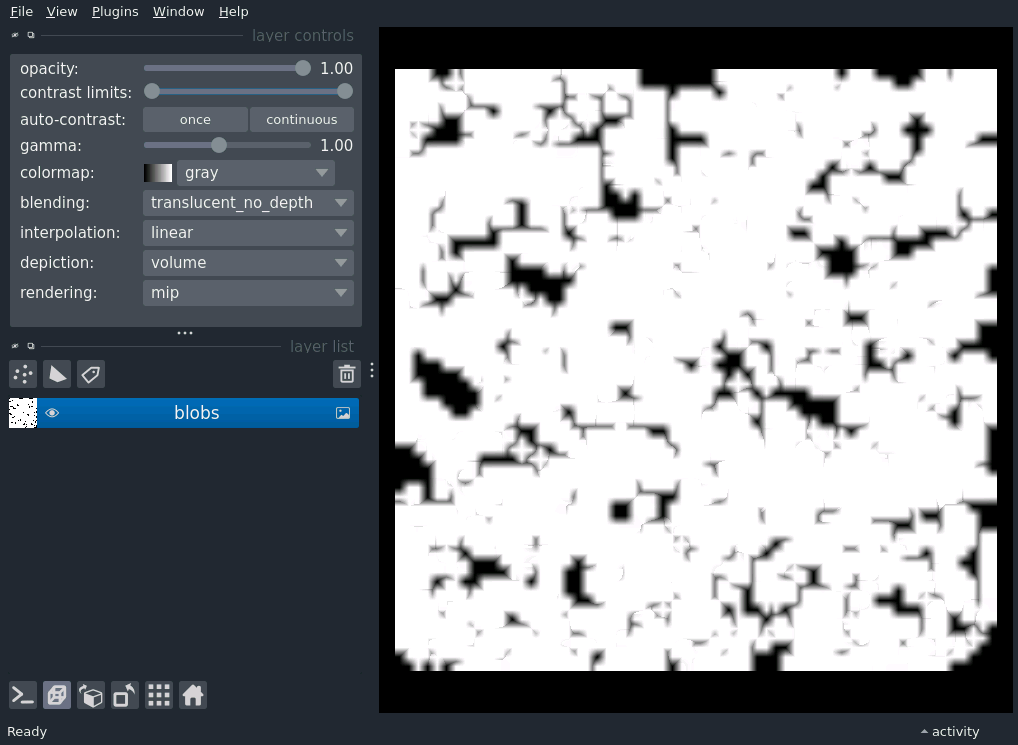 File View Plugins Window Help
layer controls
opacity: 1.00
contrast limits:
auto-contrast: once continuous
gamma: 1.00
colormap: gray
blending: translucent_no_depth
interpolation: linear
depiction: volume
rendering: mip
layer list
blobs
Ready activity